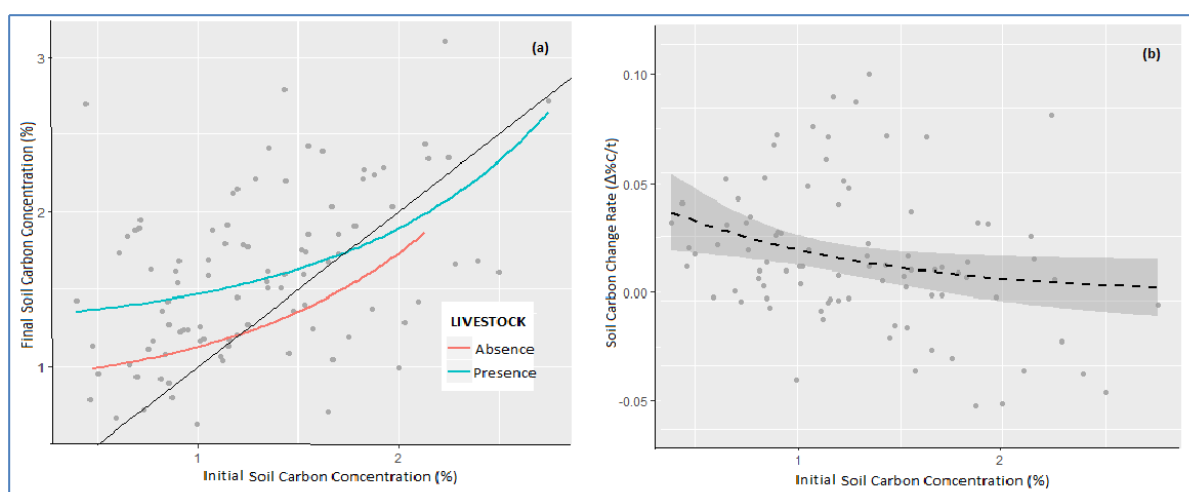 (a)
3
2
1
Final Soil Carbon Concentration (%)
LIVESTOCK
Absence
Presence
1
2
Initial Soil Carbon Concentration (%)
(b)
0.10
0.05
0.00
-0.05
Soil Carbon Change Rate (Δ%C/t)
1
2
Initial Soil Carbon Concentration (%)